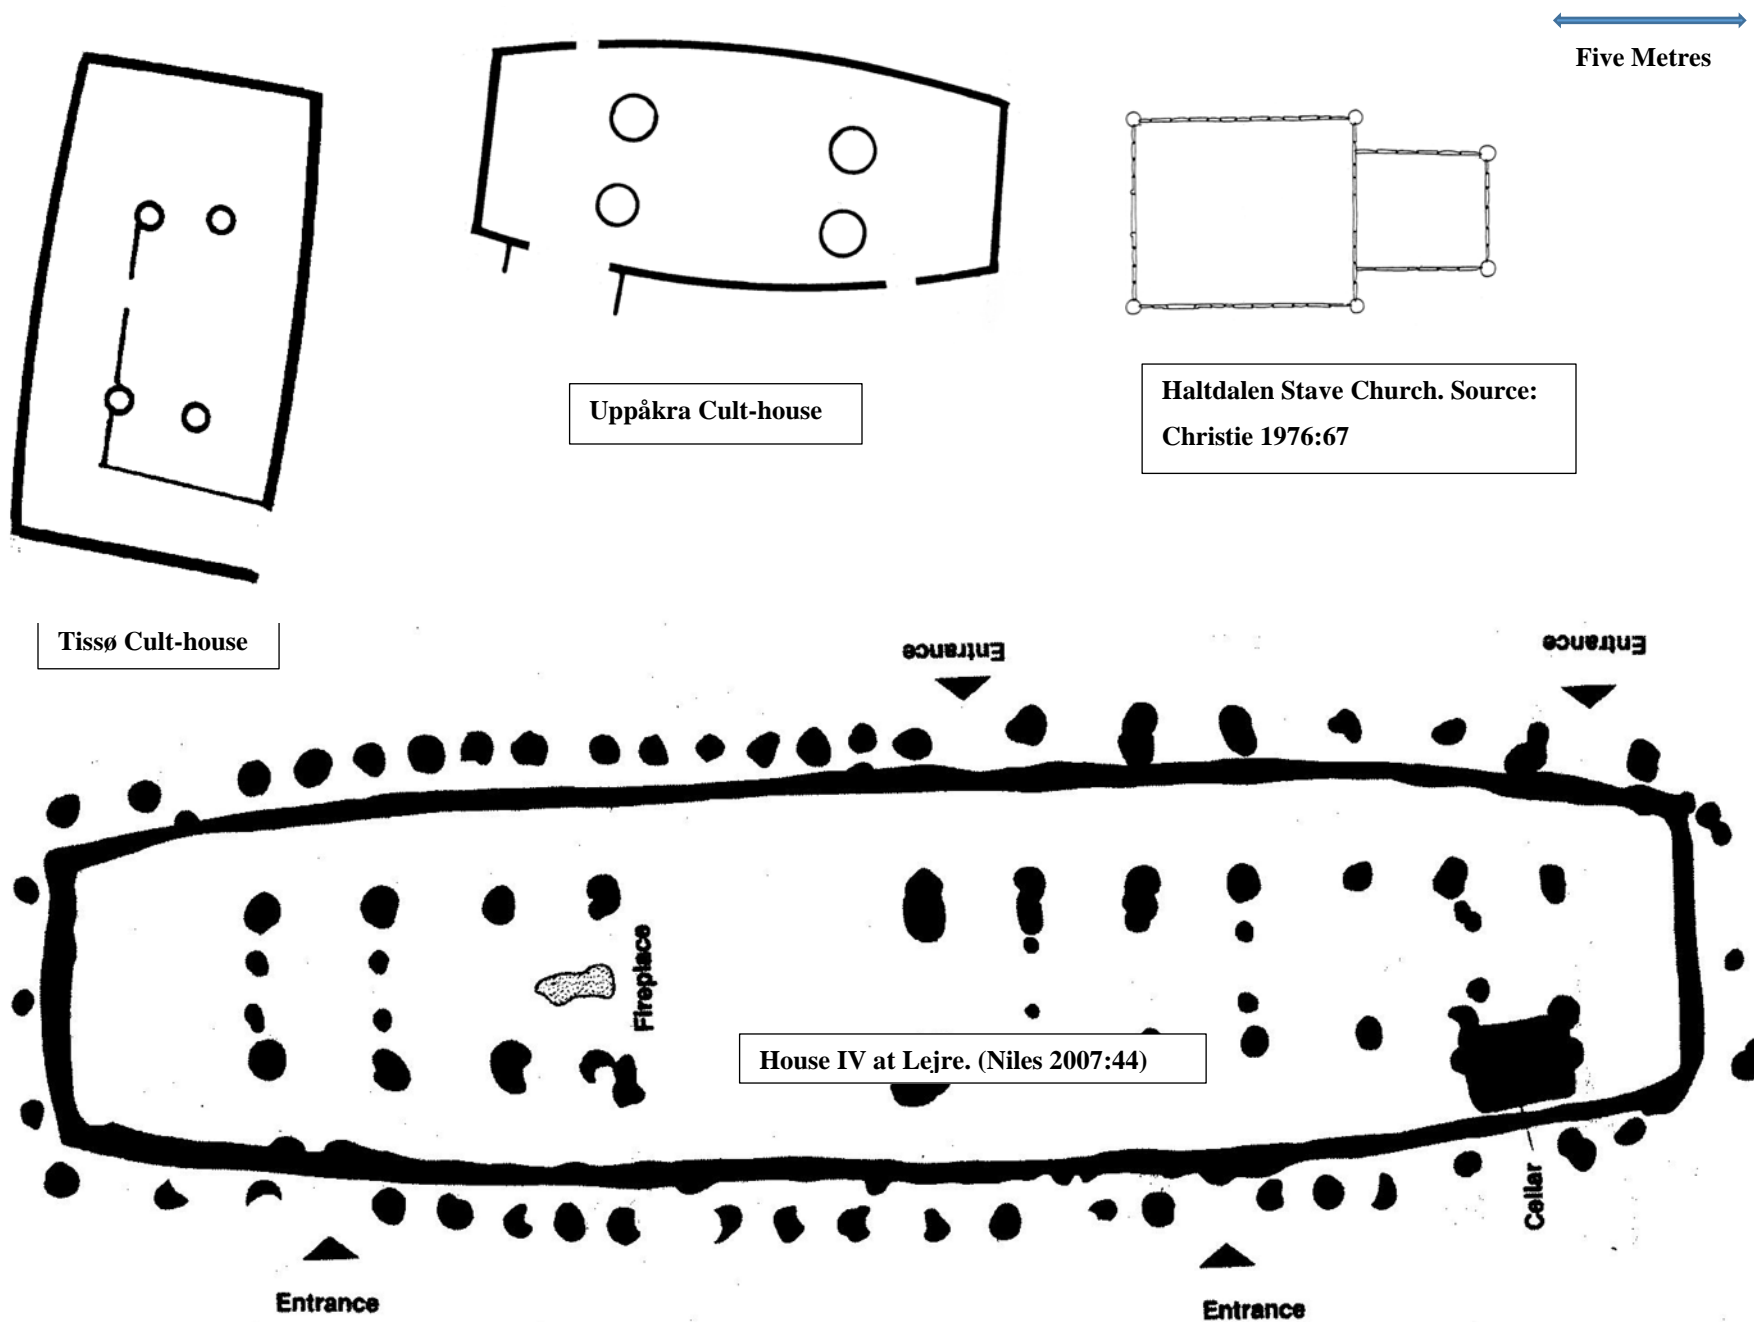 Five Metres
Uppåkra Cult-house
Haltdalen Stave Church. Source:
Christie 1976:67
Tissø Cult-house
Entrance
Entrance
Fireplace
House IV at Lejre. (Niles 2007:44)
Cellar
Entrance
Entrance